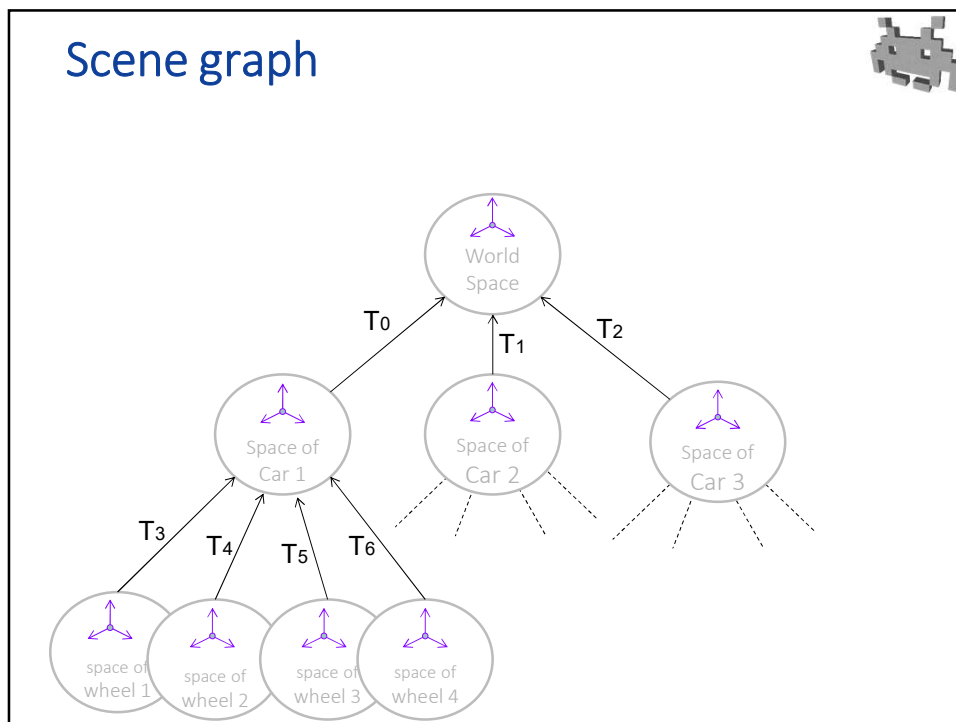 Scene graph
World
Space
T0
T1
T2
Space of
Car 1
Space of
Car 2
Space of
Car 3
T3
T4
T5
T6
space of
wheel 1
space of
wheel 2
space of
wheel 3
space of
wheel 4